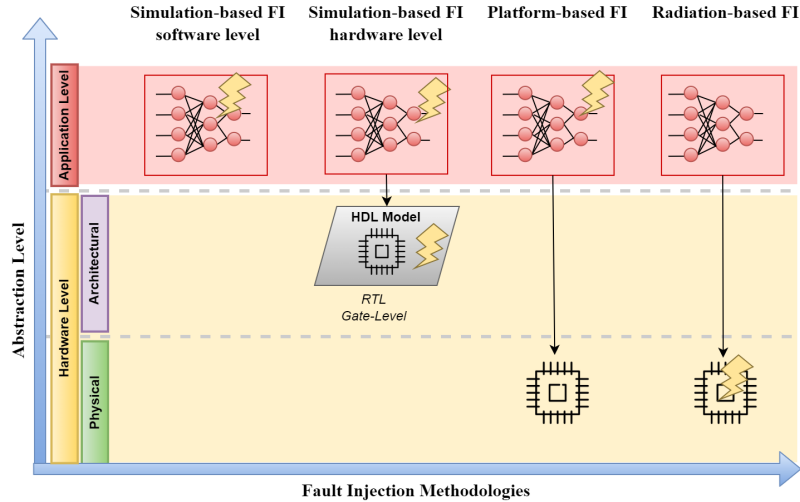 Simulation-based FI
software level
Simulation-based FI
hardware level
Platform-based FI
Radiation-based FI
Abstraction Level
Application Level
Hardware Level
Architectural
Physical
HDL Model
RTL
Gate-Level
Fault Injection Methodologies